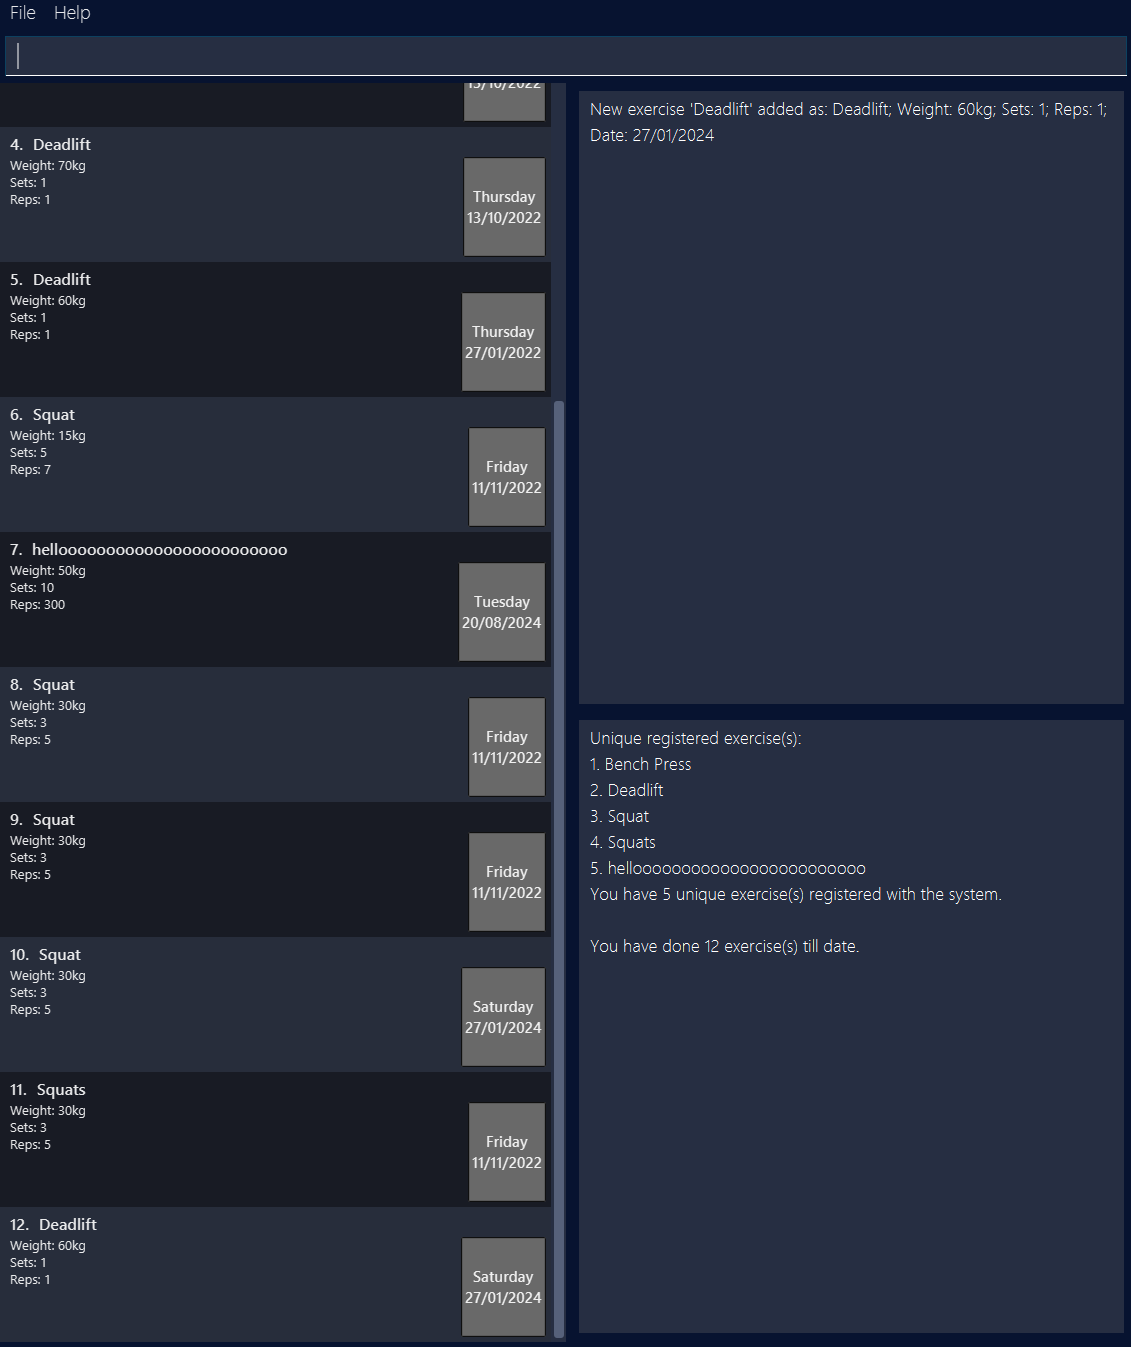 File Help
13/10/2022
4. Deadlift
Weight: 70kg
Sets: 1
Reps: 1
Thursday
13/10/2022
5. Deadlift
Weight: 60kg
Sets: 1
Reps: 1
Thursday
27/01/2022
6. Squat
Weight: 15kg
Sets: 5
Reps: 7
Friday
11/11/2022
7. helloooooooooooooooooooooooo
Weight: 50kg
Sets: 10
Reps: 300
Tuesday
20/08/2024
8. Squat
Weight: 30kg
Sets: 3
Reps: 5
Friday
11/11/2022
9. Squat
Weight: 30kg
Sets: 3
Reps: 5
Friday
11/11/2022
10. Squat
Weight: 30kg
Sets: 3
Reps: 5
Saturday
27/01/2024
11. Squats
Weight: 30kg
Sets: 3
Reps: 5
Friday
11/11/2022
12. Deadlift
Weight: 60kg
Sets: 1
Reps: 1
Saturday
27/01/2024
New exercise 'Deadlift' added as: Deadlift; Weight: 60kg; Sets: 1; Reps: 1;
Date: 27/01/2024
Unique registered exercise(s):
1. Bench Press
2. Deadlift
3. Squat
4. Squats
5. helloooooooooooooooooooooooo
You have 5 unique exercise(s) registered with the system.
You have done 12 exercise(s) till date.